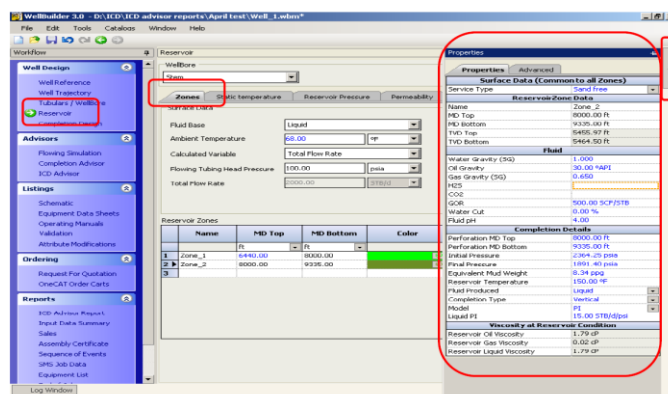 WellBuilder 3.0 - D:\ICD\ICD advisor reports\April test\Well_1.wbm*
File Edit Tools Catalogs Window Help
Workflow
Well Design
Well Reference
Well Trajectory
Tubulars / Wellbore
Reservoir
Completion Design
Advisors
Flowing Simulation
Completion Advisor
ICD Advisor
Listings
Schematic
Equipment Data Sheets
Operating Manuals
Validation
Attribute Modifications
Ordering
Request For Quotation
OneCAT Order Carts
Reports
ICD Advisor Report
Input Data Summary
Sales
Assembly Certificate
Sequence of Events
SMS Job Data
Equipment List
Log Window
Reservoir
WellBore
Stem
Zones Static temperature Reservoir Pressure Permeability
Surface Data
Fluid Base Liquid
Ambient Temperature 68.00 °F
Calculated Variable Total Flow Rate
Flowing Tubing Head Pressure 100.00 psia
Total Flow Rate 2000.00 STB/d
Reservoir Zones
Name MD Top MD Bottom Color
ft ft
1 Zone_1 6440.00 8000.00
2 Zone_2 8000.00 9335.00
3
Properties
Properties Advanced
Surface Data (Common to all Zones)
Service Type Sand free
ReservoirZone Data
Name Zone_2
MD Top 8000.00 ft
MD Bottom 9335.00 ft
TVD Top 5455.97 ft
TVD Bottom 5464.50 ft
Fluid
Water Gravity (SG) 1.000
Oil Gravity 30.00 °API
Gas Gravity (SG) 0.650
H2S
CO2
GOR 500.00 SCF/STB
Water Cut 0.00 %
Fluid pH 4.00
Completion Details
Perforation MD Top 8000.00 ft
Perforation MD Bottom 9335.00 ft
Initial Pressure 2364.25 psia
Final Pressure 1891.40 psia
Equivalent Mud Weight 8.34 ppg
Reservoir Temperature 150.00 °F
Fluid Produced Liquid
Completion Type Vertical
Model PI
Liquid PI 15.00 STB/d/psi
Viscosity at Reservoir Condition
Reservoir Oil Viscosity 1.79 cP
Reservoir Gas Viscosity 0.02 cP
Reservoir Liquid Viscosity 1.79 cP